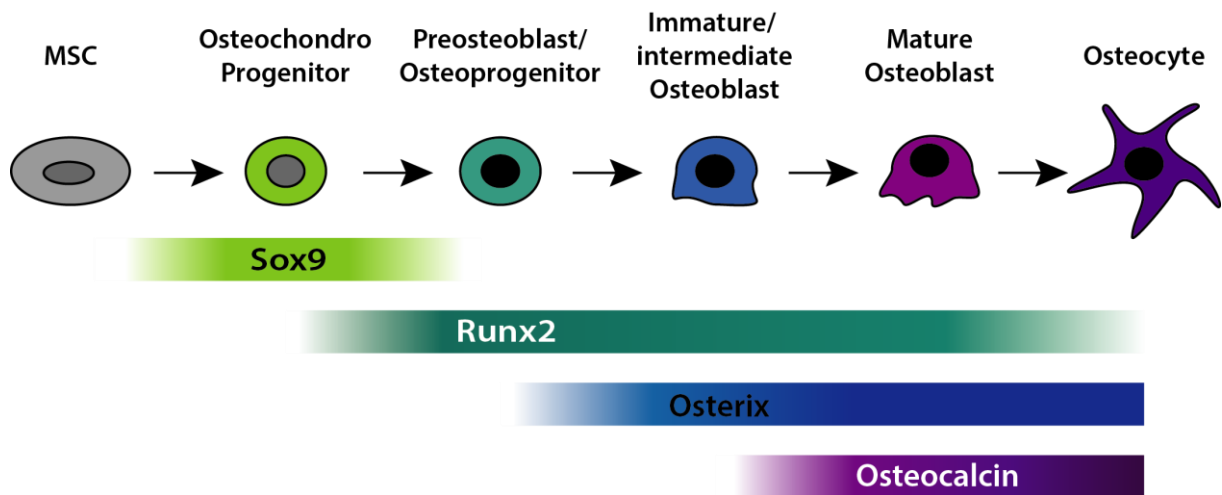 MSC
Osteochondro
Progenitor
Preosteoblast/
Osteoprogenitor
Immature/
intermediate
Osteoblast
Mature
Osteoblast
Osteocyte
Sox9
Runx2
Osterix
Osteocalcin